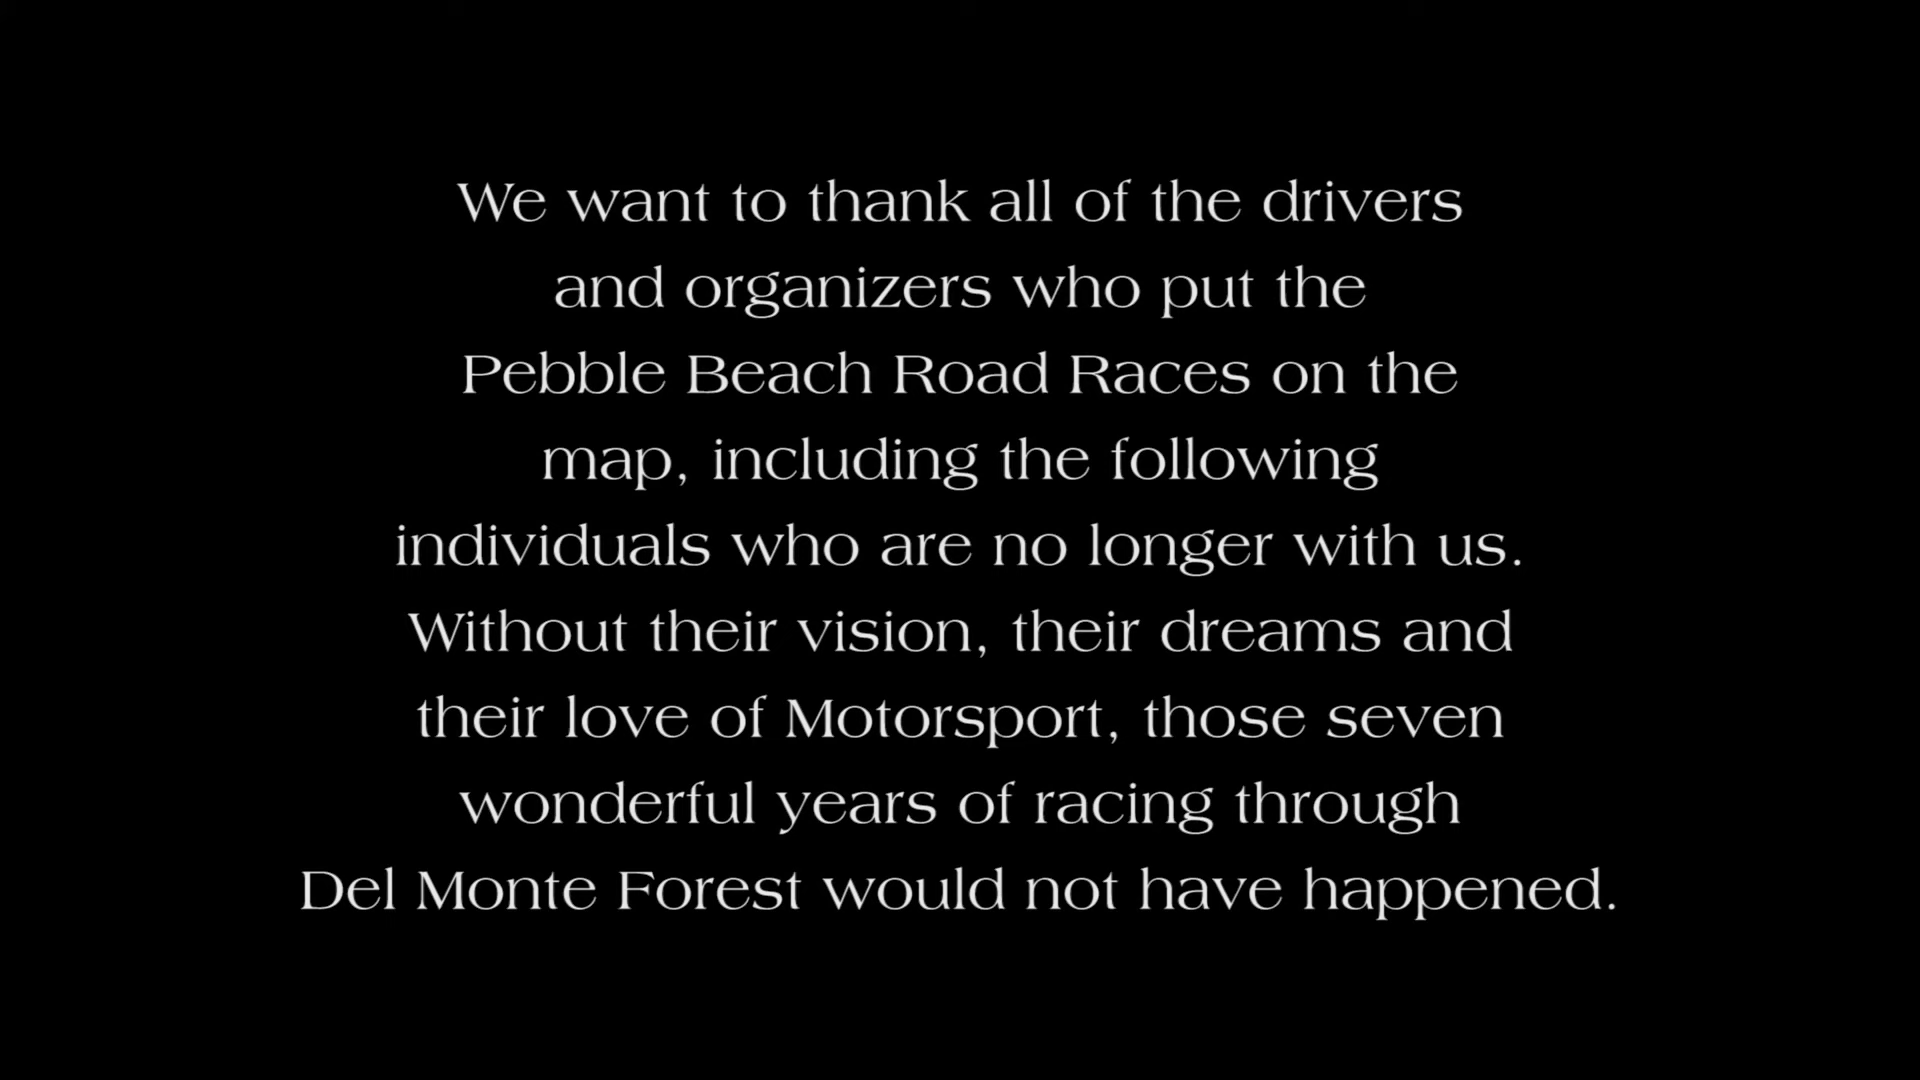 We want to thank all of the drivers
and organizers who put the
Pebble Beach Road Races on the
map, including the following
individuals who are no longer with us.
Without their vision, their dreams and
their love of Motorsport, those seven
wonderful years of racing through
Del Monte Forest would not have happened.